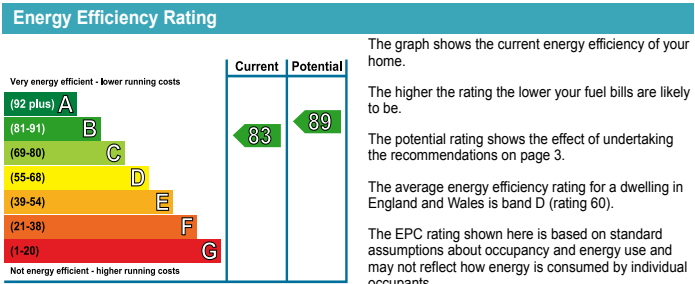 Energy Efficiency Rating
Current Potential
Very energy efficient - lower running costs
(92 plus) A
(81-91) B
(69-80) C
(55-68) D
(39-54) E
(21-38) F
(1-20) G
Not energy efficient - higher running costs
83
89
The graph shows the current energy efficiency of your
home.
The higher the rating the lower your fuel bills are likely
to be.
The potential rating shows the effect of undertaking
the recommendations on page 3.
The average energy efficiency rating for a dwelling in
England and Wales is band D (rating 60).
The EPC rating shown here is based on standard
assumptions about occupancy and energy use and
may not reflect how energy is consumed by individual
occupants.